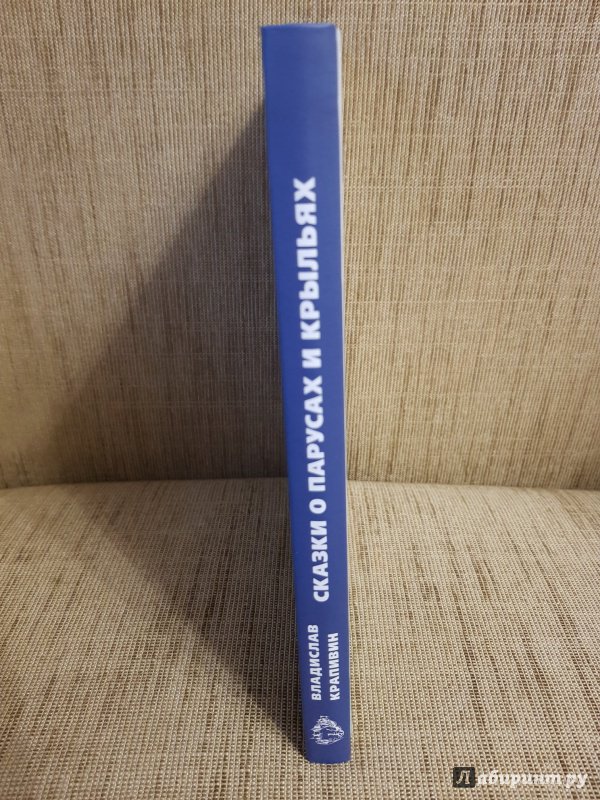 ВЛАДИСЛАВ
КРАПИВИН
СКАЗКИ О ПАРУСАХ И КРЫЛЬЯХ
Лабиринт.ру